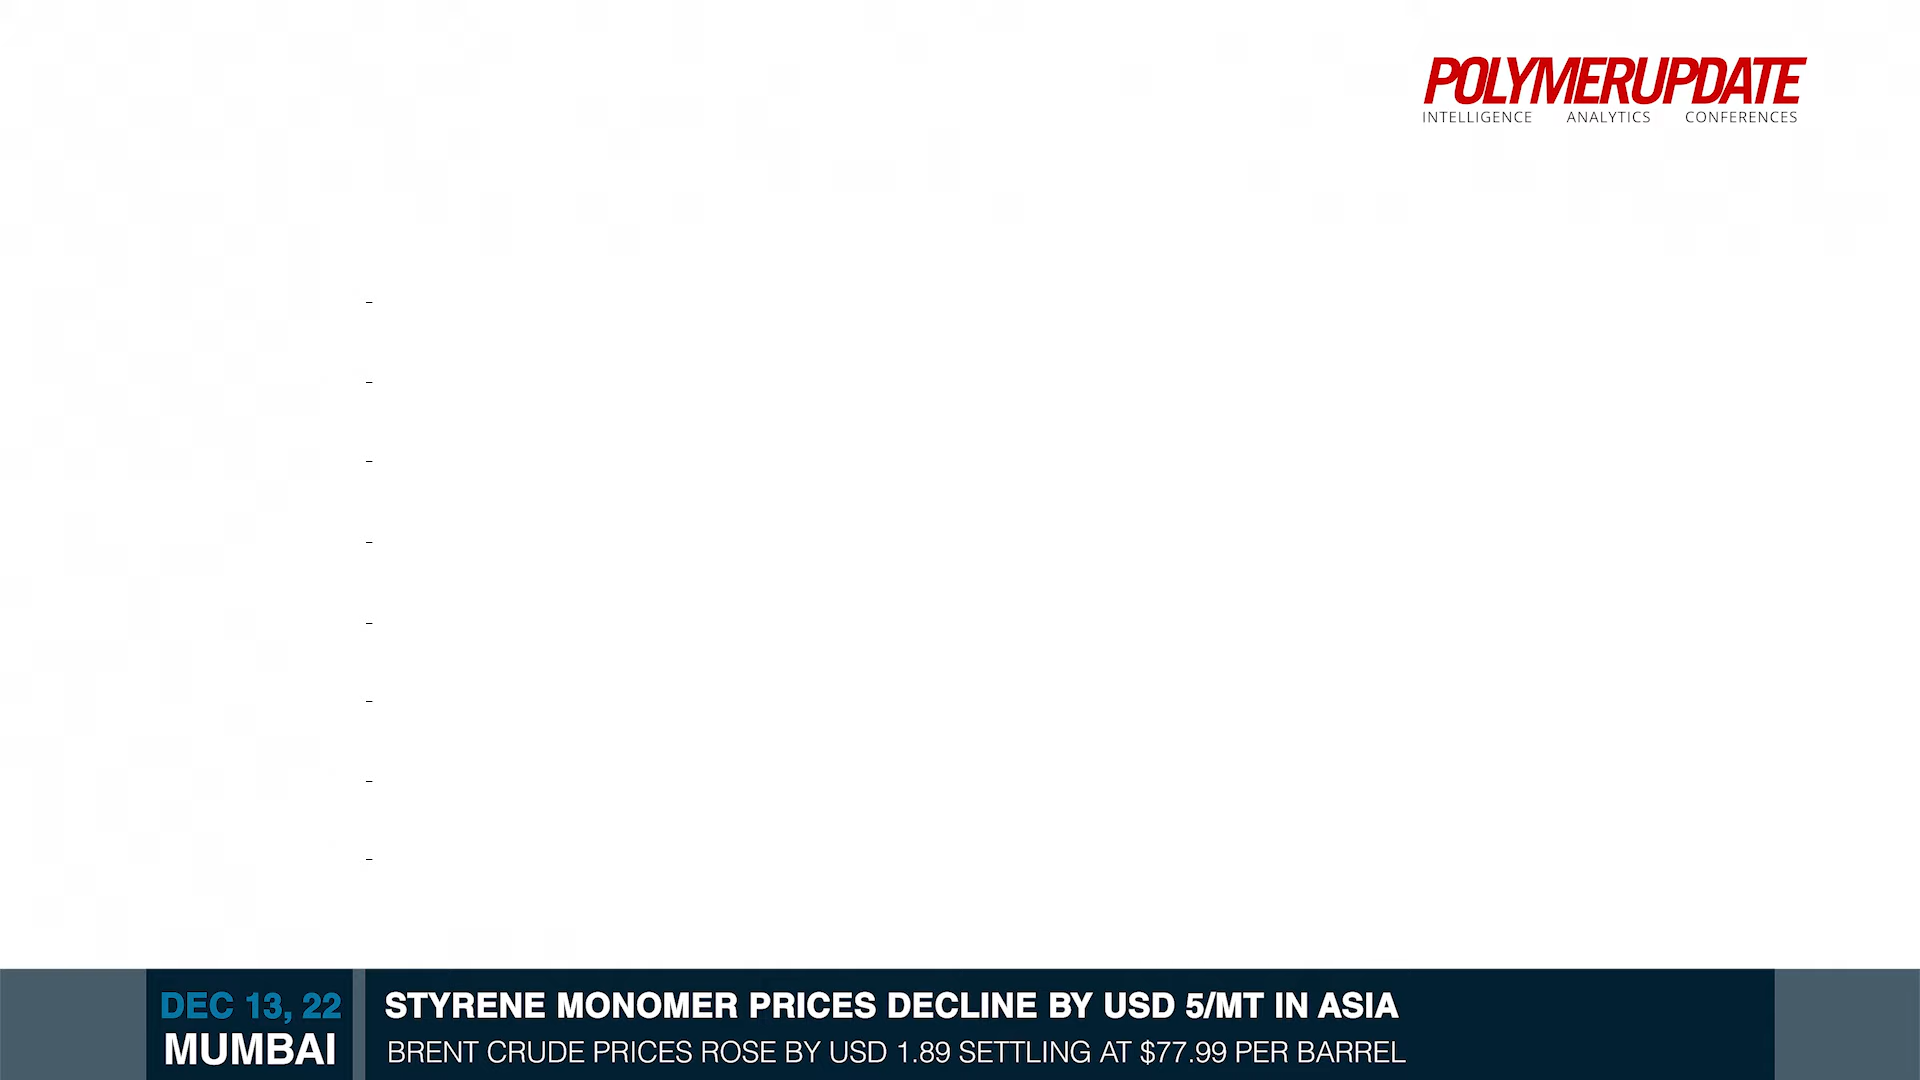 POLYMERUPDATE
INTELLIGENCE ANALYTICS CONFERENCES
-
-
-
-
-
-
-
-
DEC 13, 22
MUMBAI
STYRENE MONOMER PRICES DECLINE BY USD 5/MT IN ASIA
BRENT CRUDE PRICES ROSE BY USD 1.89 SETTLING AT $77.99 PER BARREL